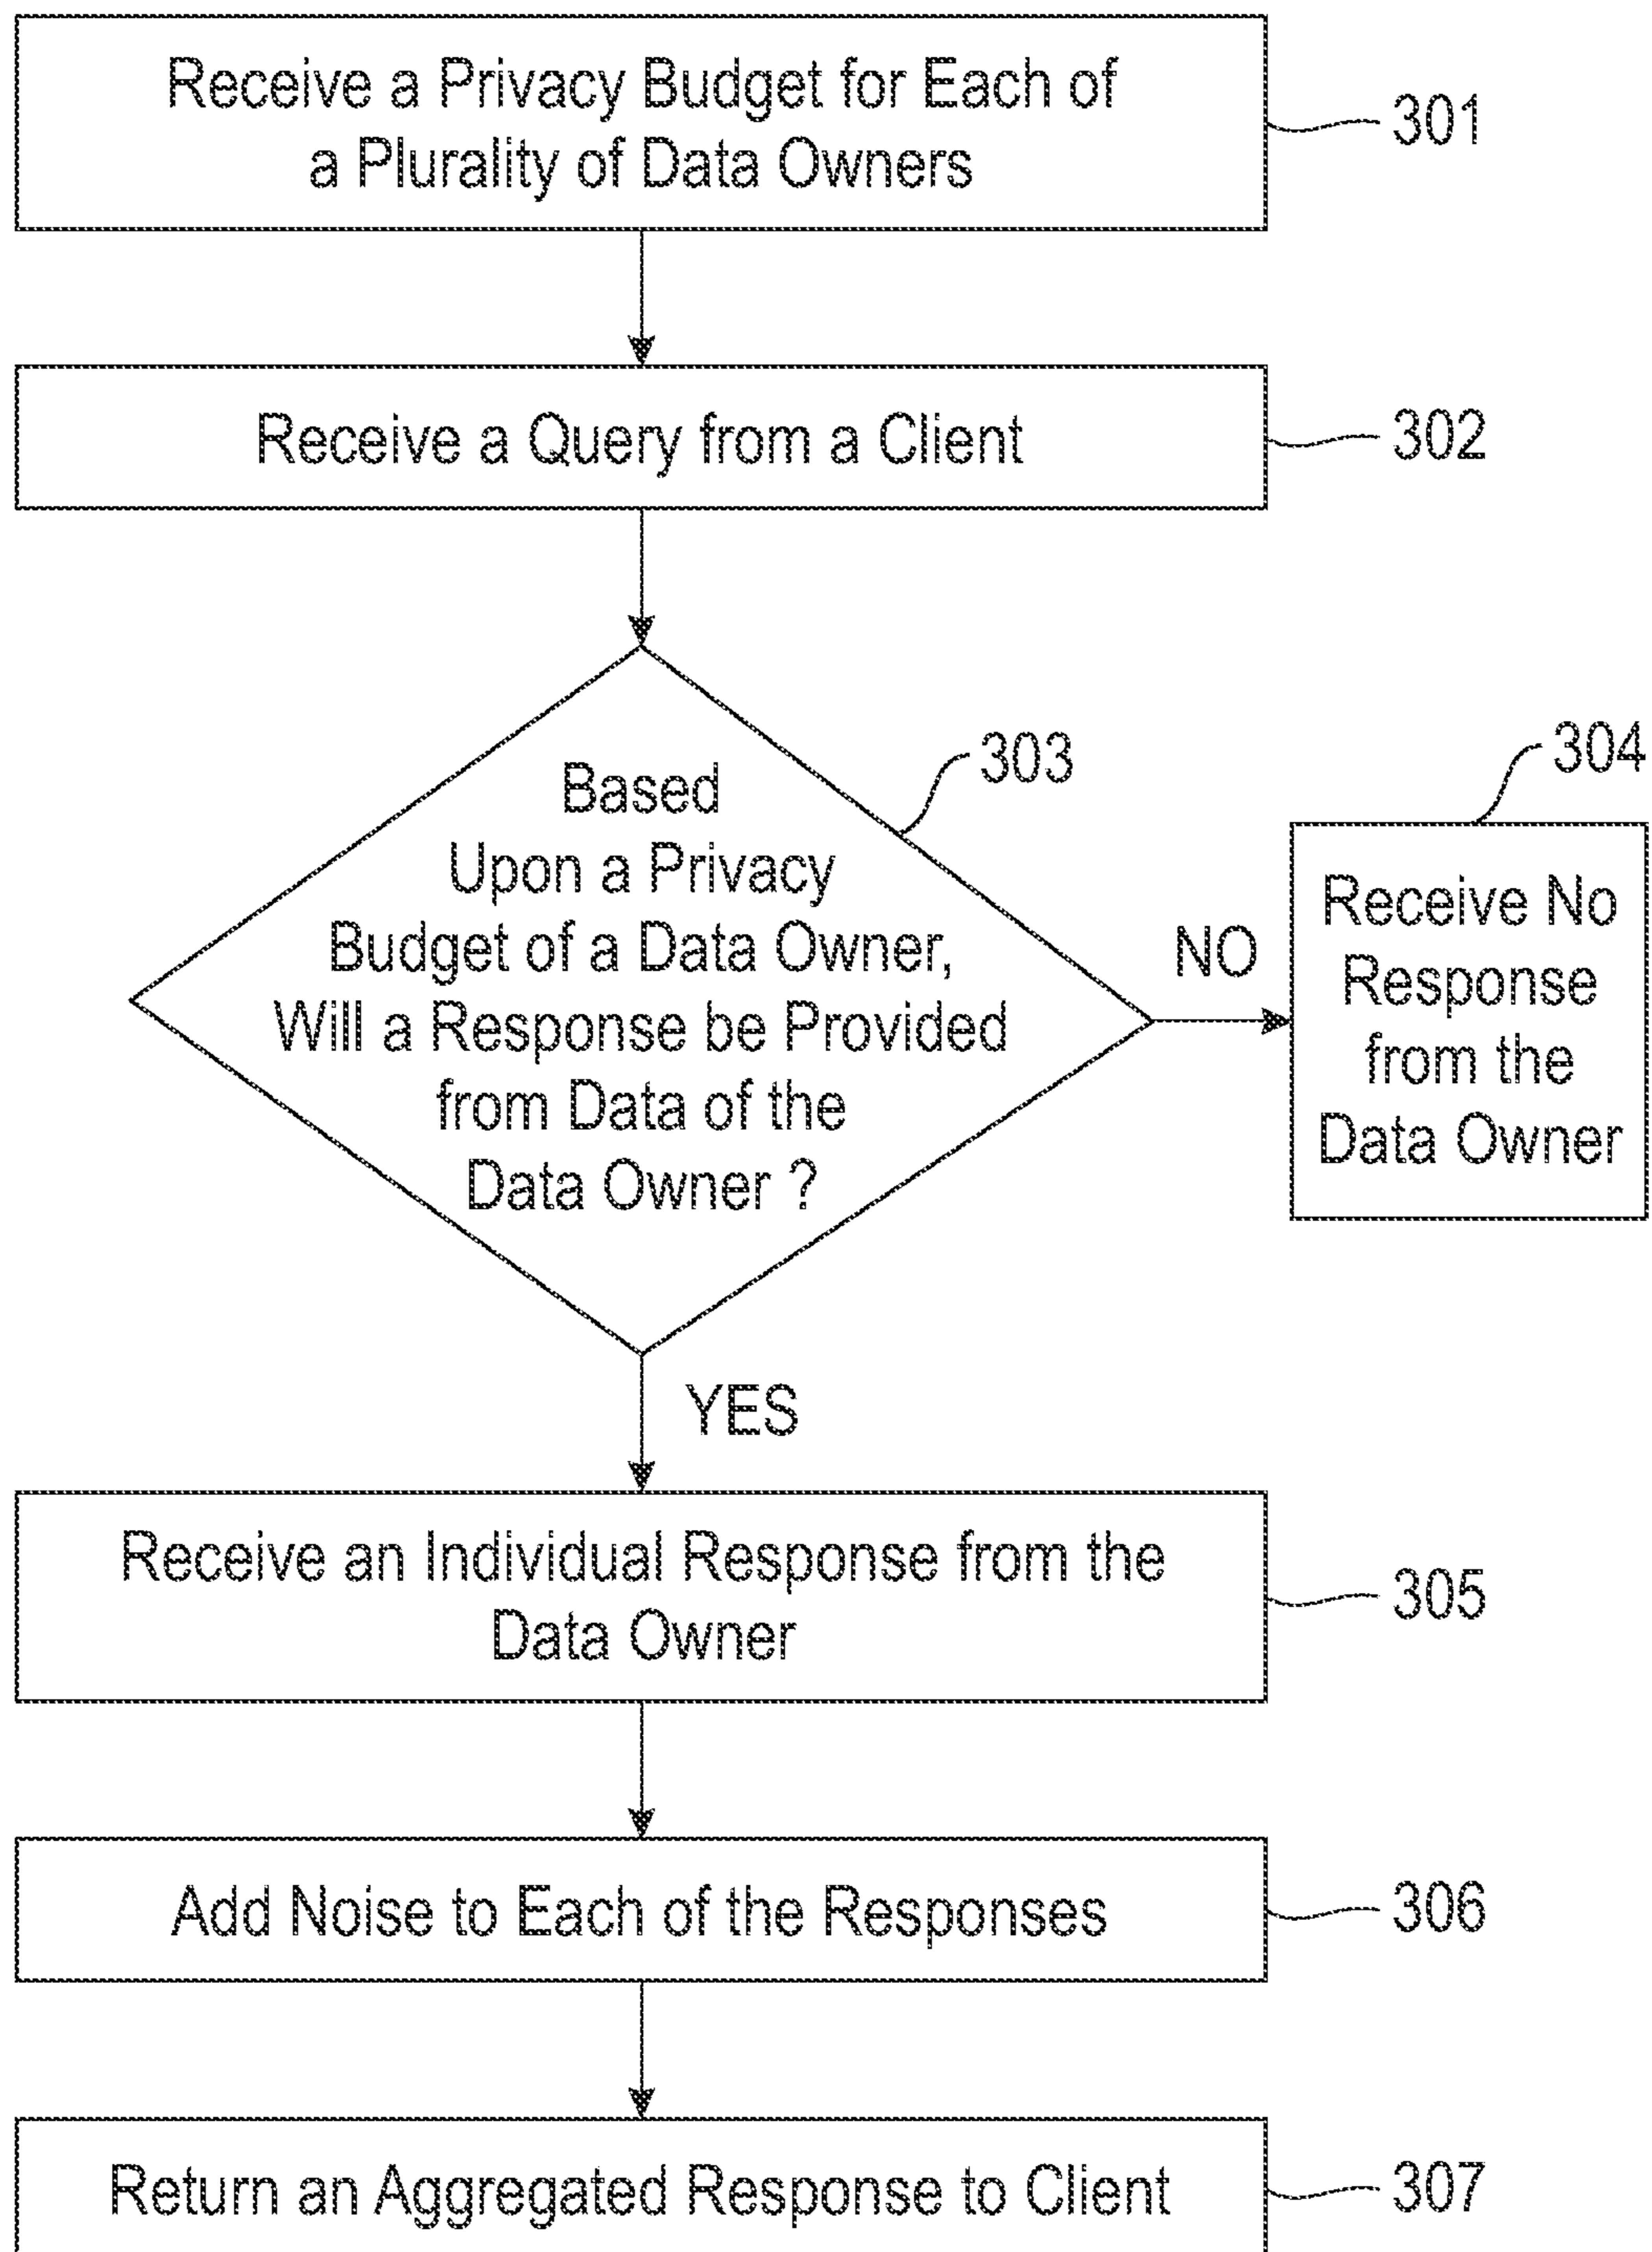 Receive a Privacy Budget for Each of
a Plurality of Data Owners
301
Receive a Query from a Client
302
303
Based
Upon a Privacy
Budget of a Data Owner,
Will a Response be Provided
from Data of the
Data Owner ?
NO
304
Receive No
Response
from the
Data Owner
YES
Receive an Individual Response from the
Data Owner
305
Add Noise to Each of the Responses
306
Return an Aggregated Response to Client
307